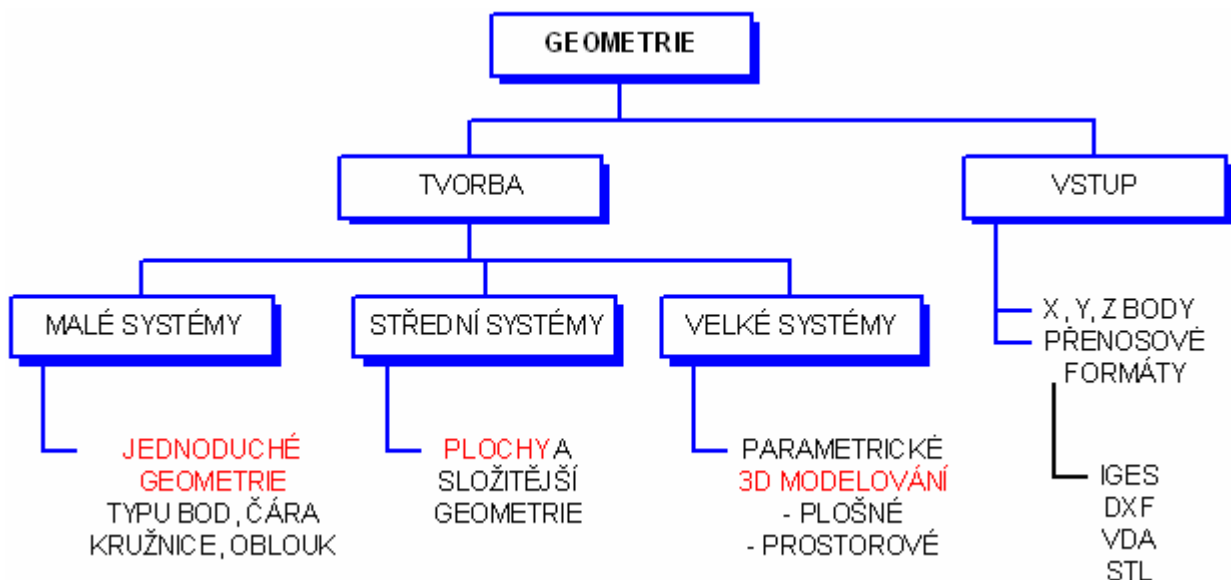 GEOMETRIE
TVORBA
VSTUP
MALÉ SYSTÉMY
STŘEDNÍ SYSTÉMY
VELKÉ SYSTÉMY
X, Y, Z BODY
PŘENOSOVÉ
FORMÁTY
JEDNODUCHÉ
GEOMETRIE
TYPU BOD, ČÁRA
KRUŽNICE, OBLOUK
PLOCHY A
SLOŽITĚJŠÍ
GEOMETRIE
PARAMETRICKÉ
3D MODELOVÁNÍ
- PLOŠNÉ
- PROSTOROVÉ
IGES
DXF
VDA
STL